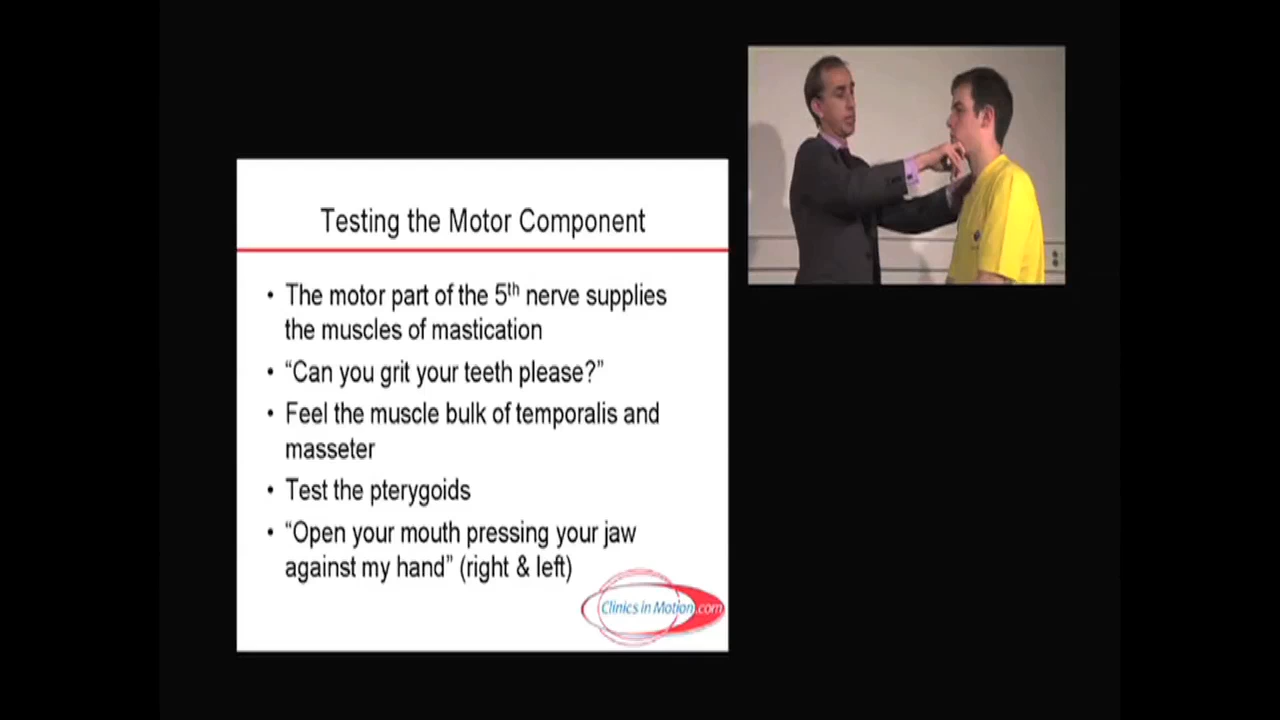 Testing the Motor Component
• The motor part of the 5th nerve supplies
the muscles of mastication
• “Can you grit your teeth please?”
• Feel the muscle bulk of temporalis and
masseter
• Test the pterygoids
• “Open your mouth pressing your jaw
against my hand” (right & left)
Clinics in Motion.com